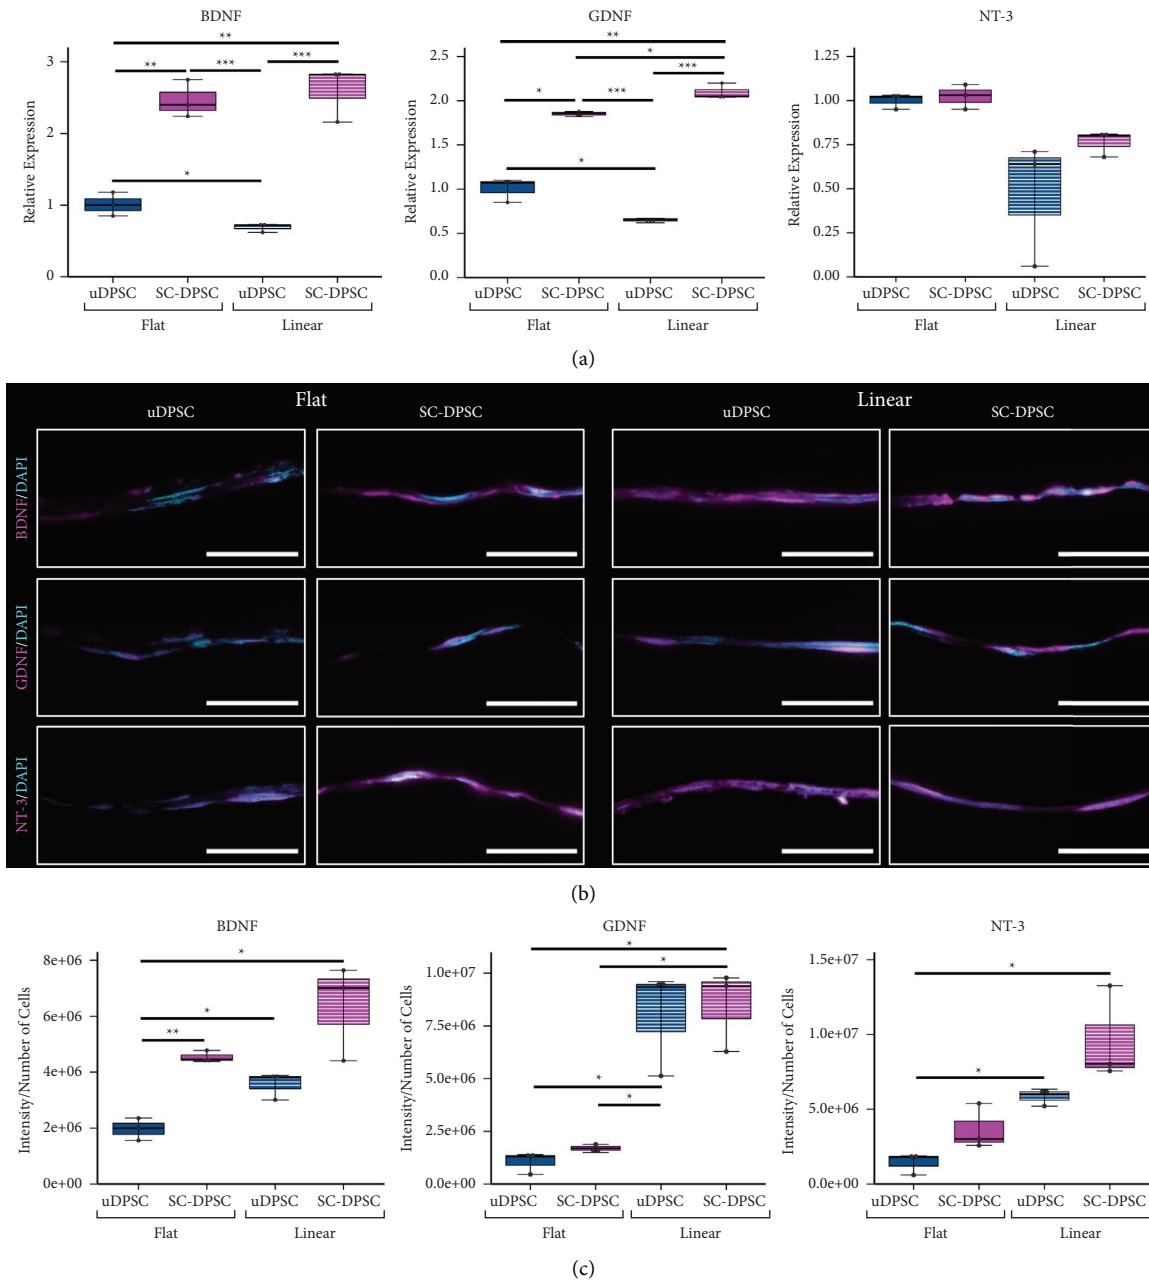 BDNF
GDNF
NT-3
Relative Expression
3
2
1
0
**
** *** ***
*
uDPSC SC-DPSC uDPSC SC-DPSC
Flat Linear
Relative Expression
2.5
2.0
1.5
1.0
0.5
0.0
**
*
***
* ***
*
uDPSC SC-DPSC uDPSC SC-DPSC
Flat Linear
Relative Expression
1.25
1.00
0.75
0.50
0.25
0.00
uDPSC SC-DPSC uDPSC SC-DPSC
Flat Linear
(a)
Flat Linear
uDPSC SC-DPSC uDPSC SC-DPSC
BDNF/DAPI
GDNF/DAPI
NT-3/DAPI
(b)
BDNF
GDNF
NT-3
Intensity/Number of Cells
8e+06
6e+06
4e+06
2e+06
0e+00
*
*
**
uDPSC SC-DPSC uDPSC SC-DPSC
Flat Linear
Intensity/Number of Cells
1.0e+07
7.5e+06
5.0e+06
2.5e+06
0.0e+00
*
*
*
*
uDPSC SC-DPSC uDPSC SC-DPSC
Flat Linear
Intensity/Number of Cells
1.5e+07
1.0e+07
5.0e+06
0.0e+00
*
*
uDPSC SC-DPSC uDPSC SC-DPSC
Flat Linear
(c)